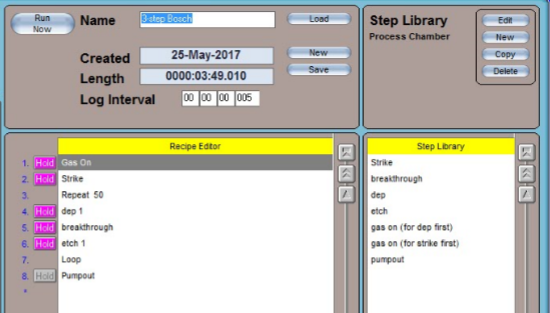 Run Now
Name
3-step Bosch
Load
Created
25-May-2017
New
Length
0000:03:49.010
Save
Log Interval
00 00 00 005
Step Library
Process Chamber
Edit
New
Copy
Delete
Recipe Editor
1. Hold Gas On
2. Hold Strike
3. Repeat 50
4. Hold dep 1
5. Hold breakthrough
6. Hold etch 1
7. Loop
8. Hold Pumpout
*
Step Library
Strike
breakthrough
dep
etch
gas on (for dep first)
gas on (for strike first)
pumpout